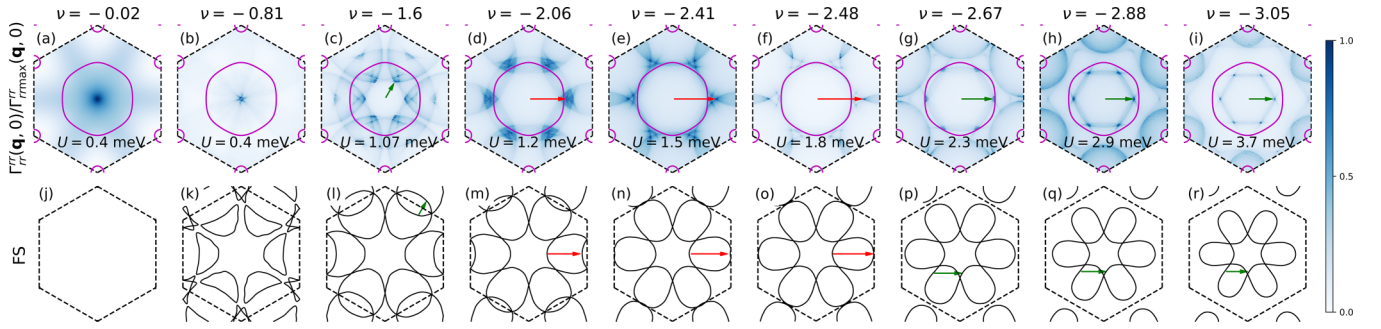 ν = −0.02
ν = −0.81
ν = −1.6
ν = −2.06
ν = −2.41
ν = −2.48
ν = −2.67
ν = −2.88
ν = −3.05
Γ^{rr}_{rr}(q, 0)/Γ^{rr}_{rrmax}(q, 0)
(a)
(b)
(c)
(d)
(e)
(f)
(g)
(h)
(i)
U = 0.4 meV
U = 0.4 meV
U = 1.07 meV
U = 1.2 meV
U = 1.5 meV
U = 1.8 meV
U = 2.3 meV
U = 2.9 meV
U = 3.7 meV
1.0
0.5
0.0
FS
(j)
(k)
(l)
(m)
(n)
(o)
(p)
(q)
(r)